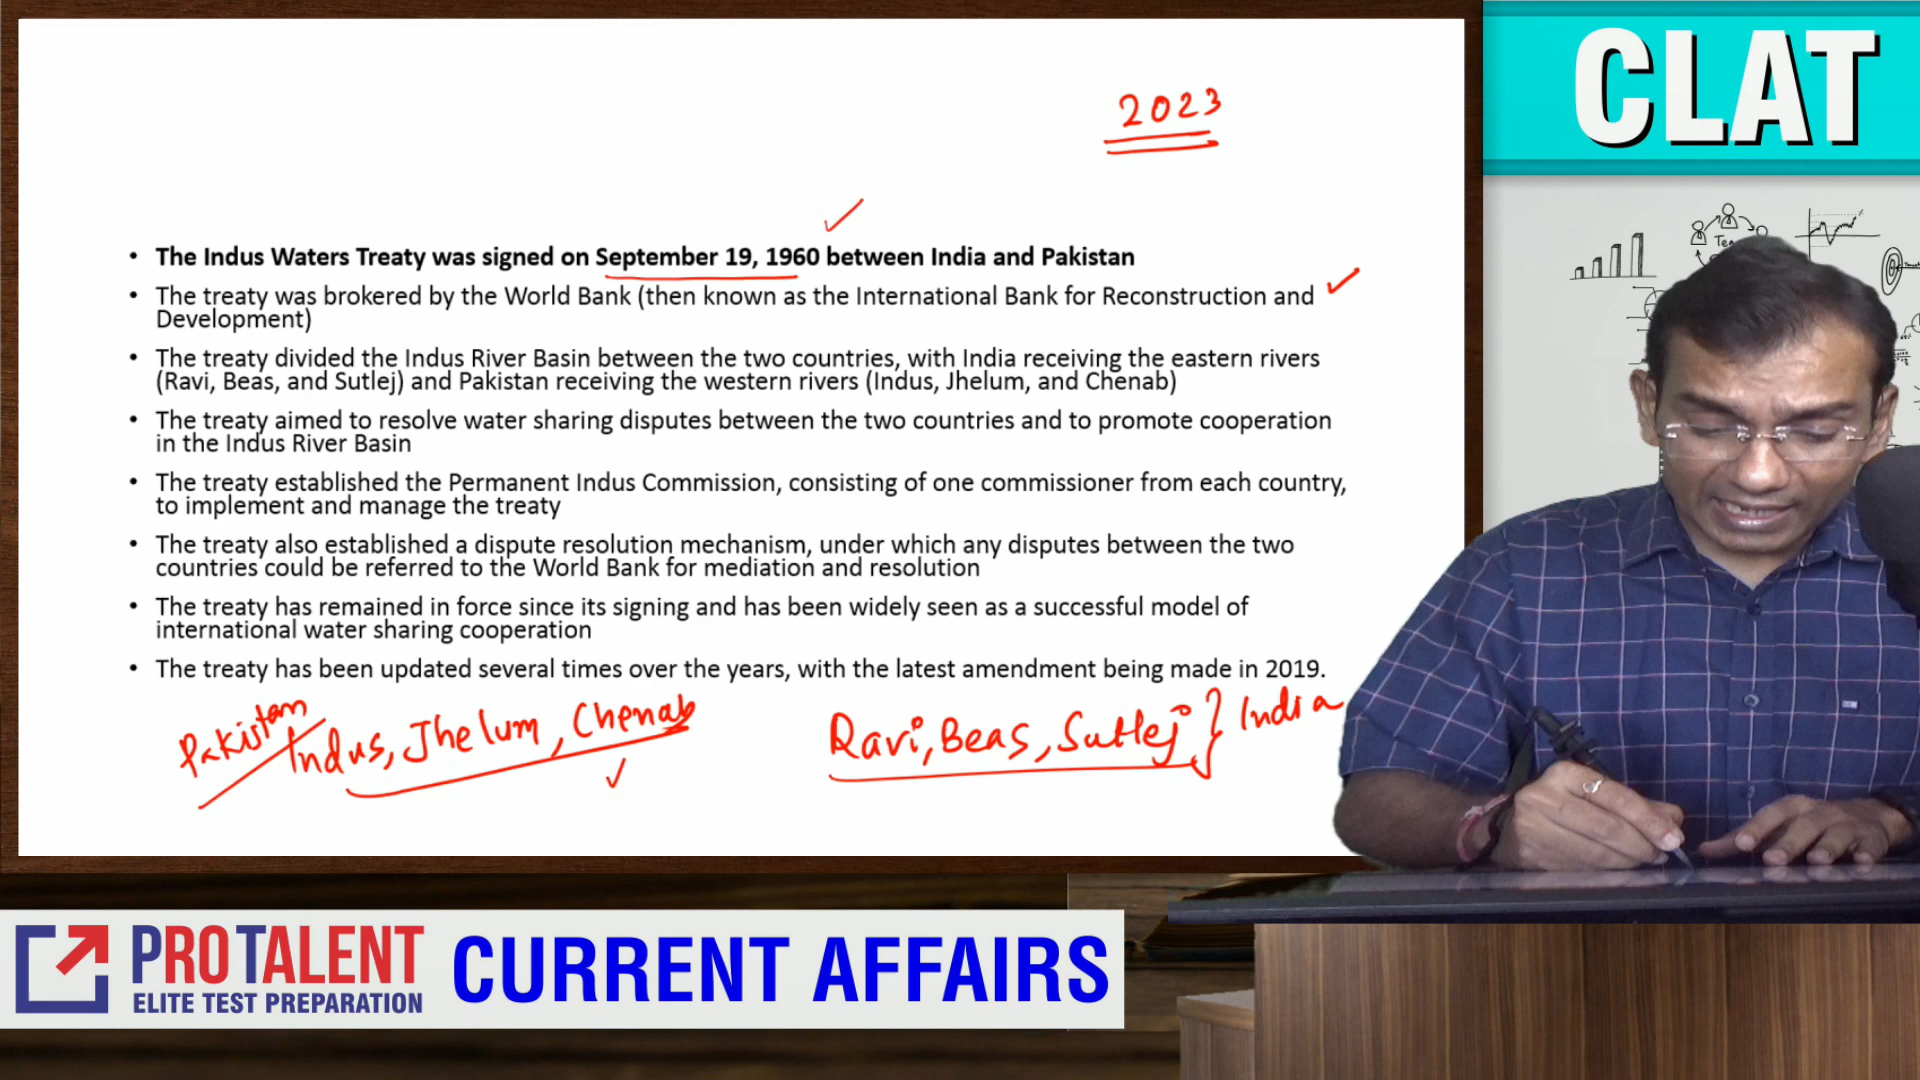 CLAT
2023
• The Indus Waters Treaty was signed on September 19, 1960 between India and Pakistan
• The treaty was brokered by the World Bank (then known as the International Bank for Reconstruction and
Development)
• The treaty divided the Indus River Basin between the two countries, with India receiving the eastern rivers
(Ravi, Beas, and Sutlej) and Pakistan receiving the western rivers (Indus, Jhelum, and Chenab)
• The treaty aimed to resolve water sharing disputes between the two countries and to promote cooperation
in the Indus River Basin
• The treaty established the Permanent Indus Commission, consisting of one commissioner from each country,
to implement and manage the treaty
• The treaty also established a dispute resolution mechanism, under which any disputes between the two
countries could be referred to the World Bank for mediation and resolution
• The treaty has remained in force since its signing and has been widely seen as a successful model of
international water sharing cooperation
• The treaty has been updated several times over the years, with the latest amendment being made in 2019.
Pakistan
Indus, Jhelum, Chenab
Ravi, Beas, Sutlej } India
PROTALENT
ELITE TEST PREPARATION
CURRENT AFFAIRS